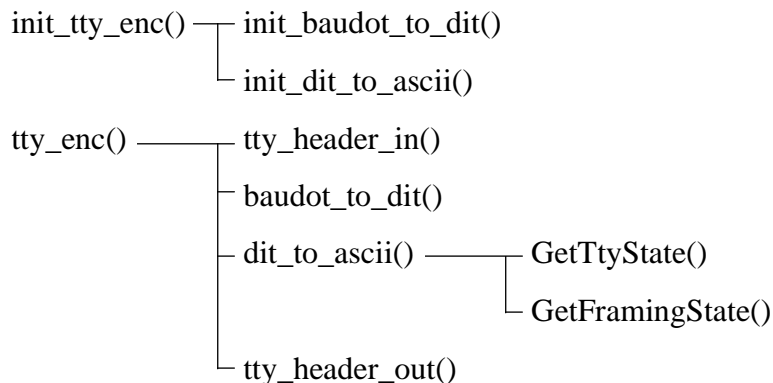 init_tty_enc() init_baudot_to_dit()
init_dit_to_ascii()
tty_enc() tty_header_in()
baudot_to_dit()
dit_to_ascii() GetTtyState()
GetFramingState()
tty_header_out()